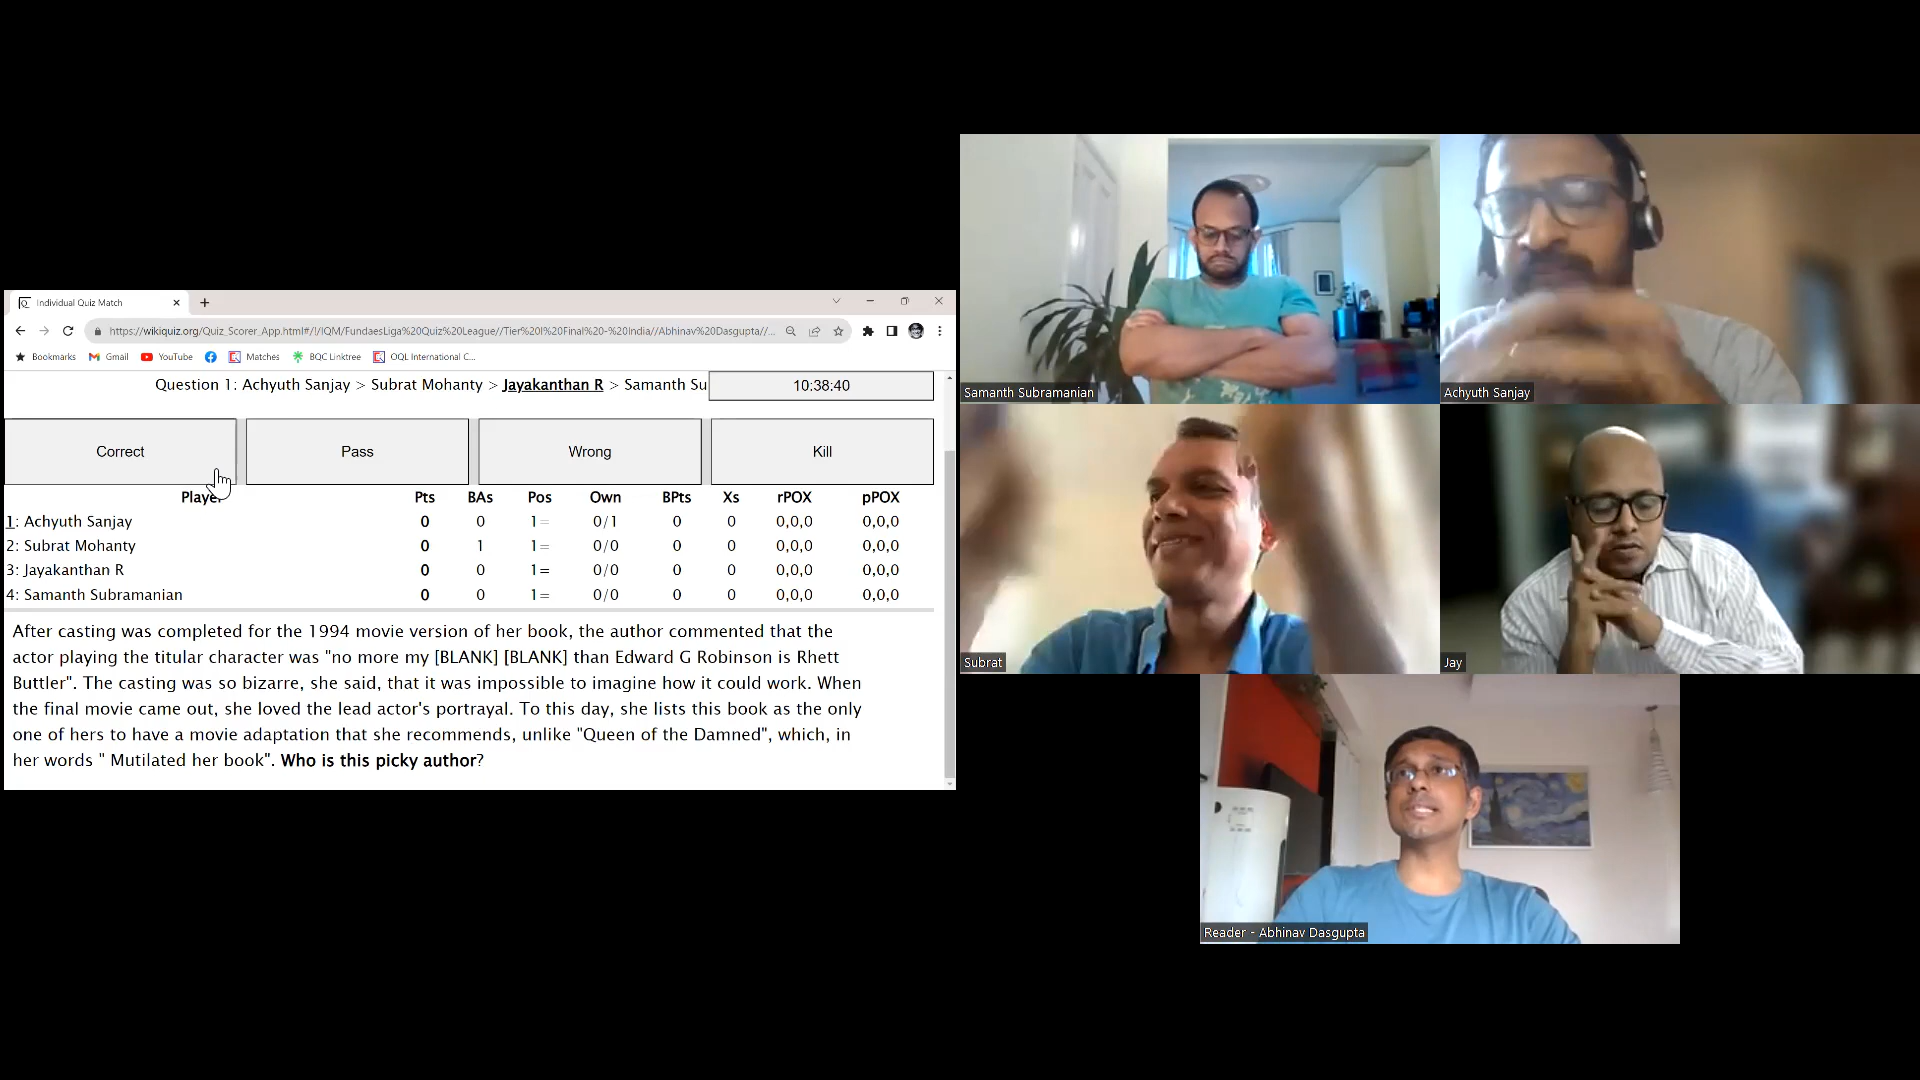 Individual Quiz Match
https://wikiquiz.org/Quiz_Scorer_App.html#/!/IQM/FundaesLiga%20Quiz%20League//Tier%20I%20Final%20-%20India//Abhinav%20Dasgupta//...
Bookmarks Gmail YouTube Matches BQC Linktree OQL International C...
Question 1: Achyuth Sanjay > Subrat Mohanty > Jayakanthan R > Samanth Su
10:38:40
Correct Pass Wrong Kill
Player Pts BAs Pos Own BPts Xs rPOX pPOX
1: Achyuth Sanjay 0 0 1= 0/1 0 0 0,0,0 0,0,0
2: Subrat Mohanty 0 1 1= 0/0 0 0 0,0,0 0,0,0
3: Jayakanthan R 0 0 1= 0/0 0 0 0,0,0 0,0,0
4: Samanth Subramanian 0 0 1= 0/0 0 0 0,0,0 0,0,0
After casting was completed for the 1994 movie version of her book, the author commented that the
actor playing the titular character was "no more my [BLANK] [BLANK] than Edward G Robinson is Rhett
Buttler". The casting was so bizarre, she said, that it was impossible to imagine how it could work. When
the final movie came out, she loved the lead actor's portrayal. To this day, she lists this book as the only
one of hers to have a movie adaptation that she recommends, unlike "Queen of the Damned", which, in
her words " Mutilated her book". Who is this picky author?
Samanth Subramanian
Achyuth Sanjay
Subrat
Jay
Reader - Abhinav Dasgupta